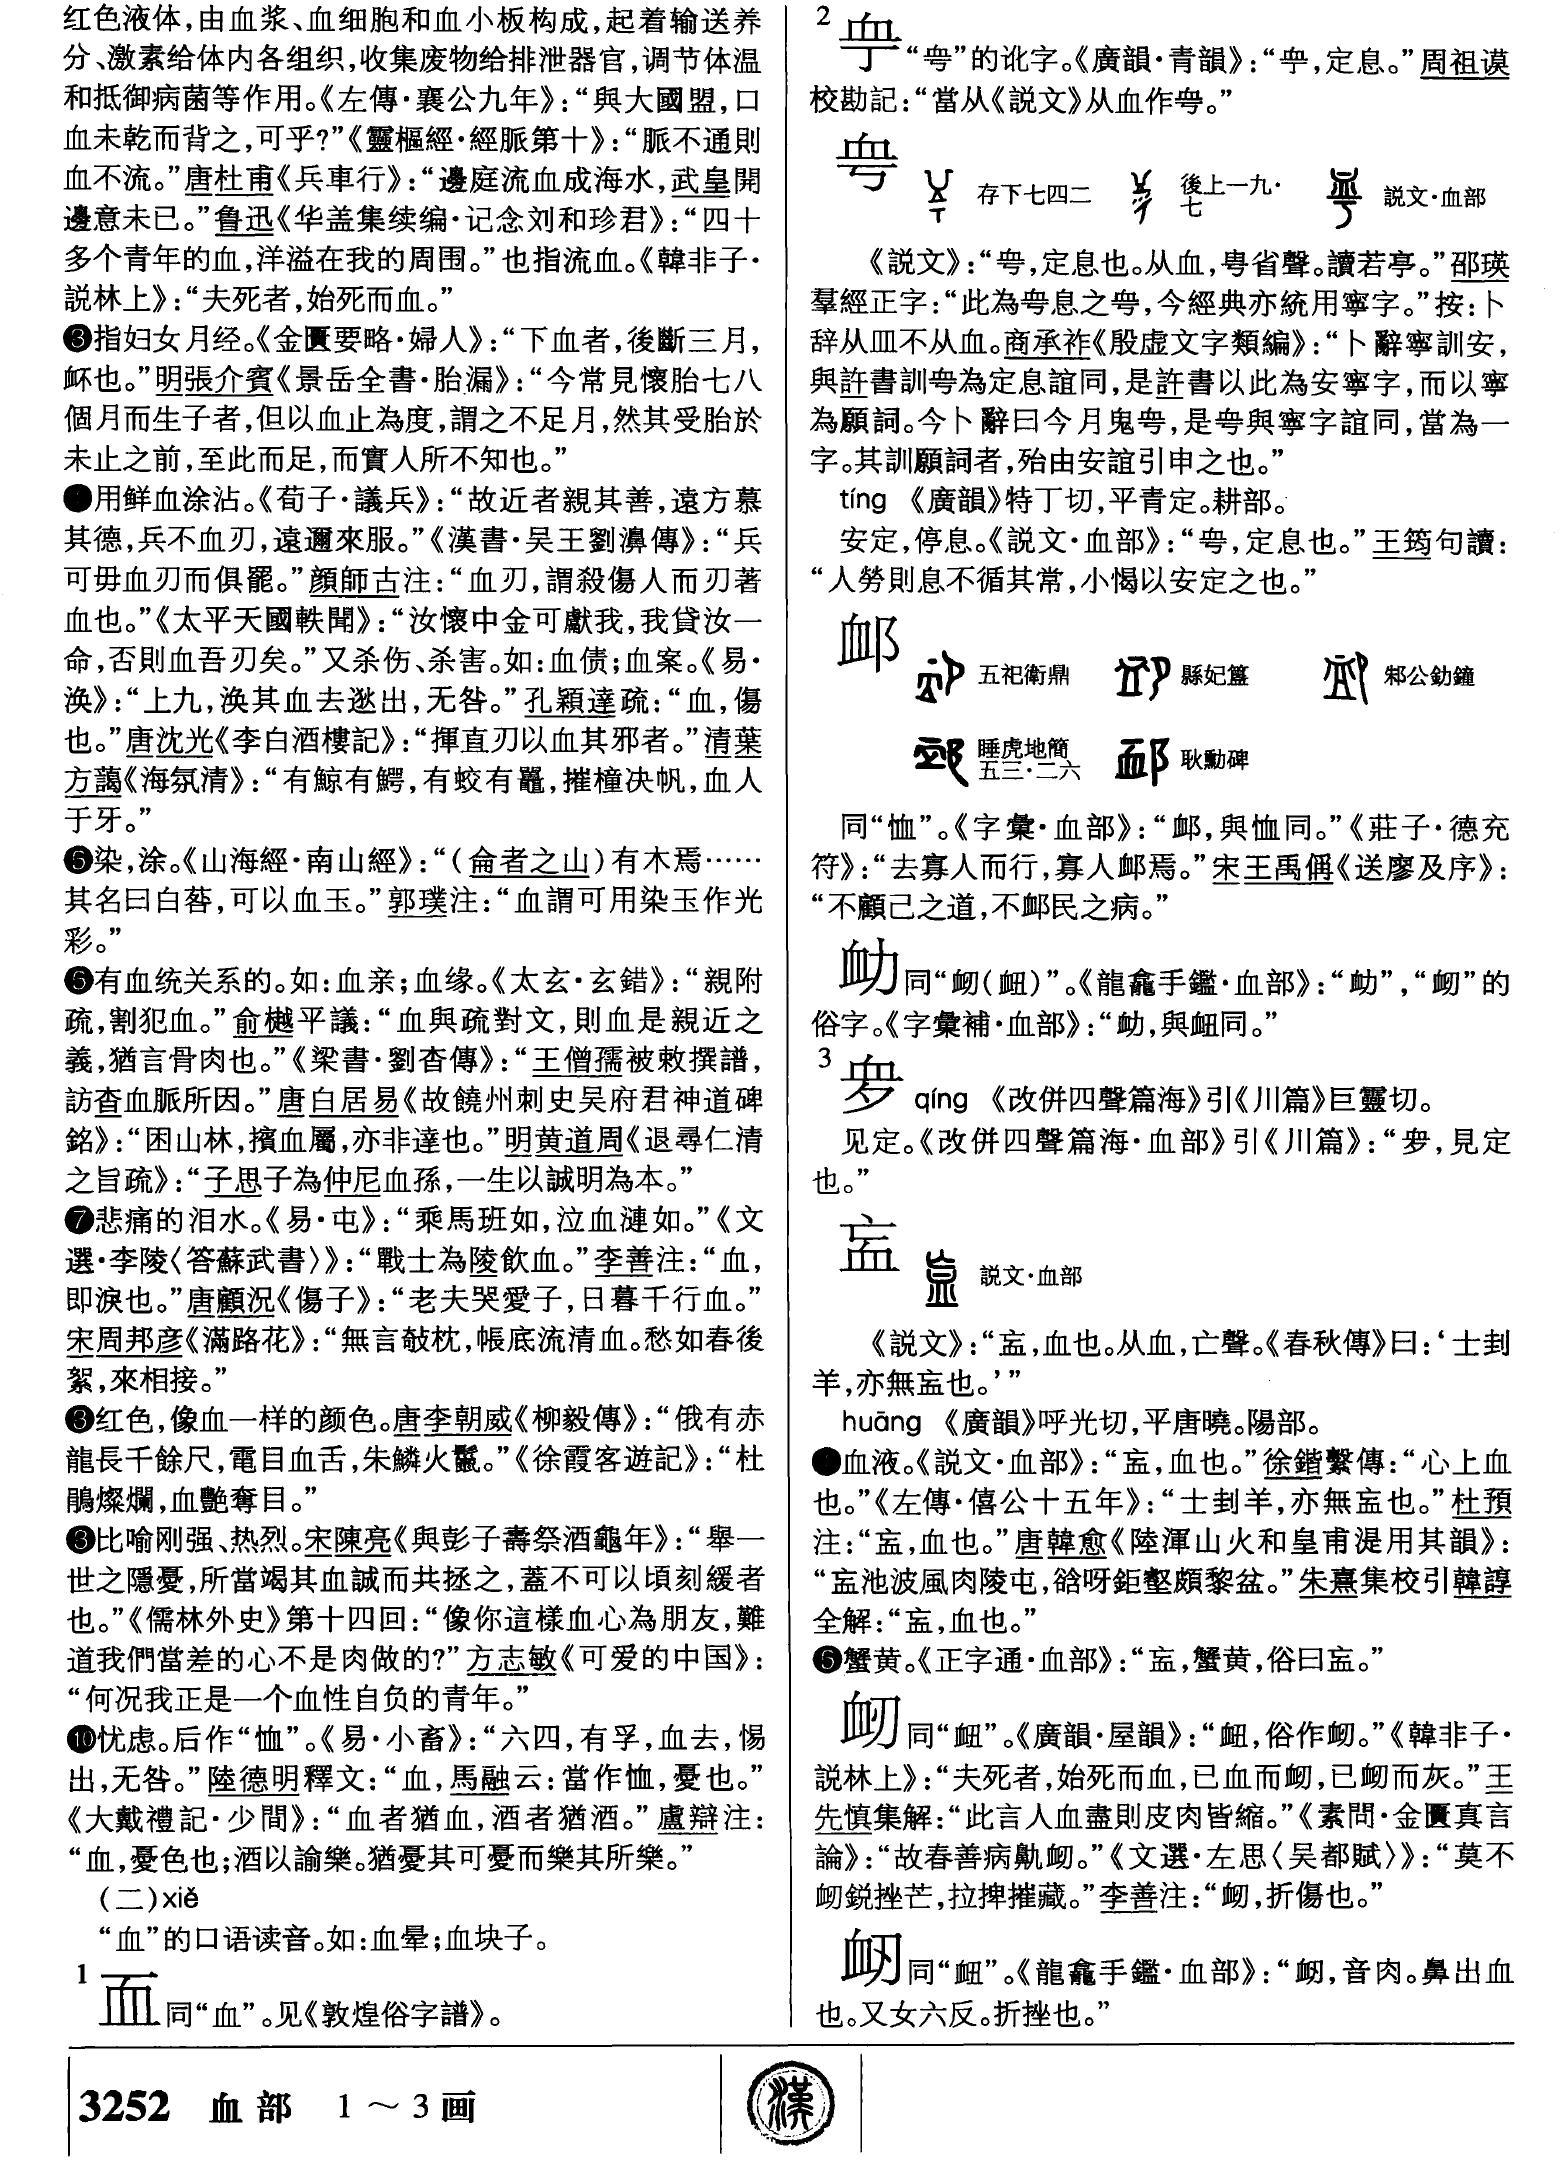 红色液体,由血浆、血细胞和血小板构成,起着输送养
分、激素给体内各组织,收集废物给排泄器官,调节体温
和抵御病菌等作用。《左傳·襄公九年》:“與大國盟,口
血未乾而背之,可乎?”《靈樞經·經脈第十》:“脈不通則
血不流。”唐杜甫《兵車行》:“邊庭流血成海水,武皇開
邊意未已。”鲁迅《华盖集续编·记念刘和珍君》:“四十
多个青年的血,洋溢在我的周围。”也指流血。《韓非子·
説林上》:“夫死者,始死而血。”
❸指妇女月经。《金匱要略·婦人》:“下血者,後斷三月,
衃也。”明張介賓《景岳全書·胎漏》:“今常見懷胎七八
個月而生子者,但以血止為度,謂之不足月,然其受胎於
未止之前,至此而足,而實人所不知也。”
❹用鲜血涂沾。《荀子·議兵》:“故近者親其善,遠方慕
其德,兵不血刃,遠邇來服。”《漢書·吴王劉濞傳》:“兵
可毋血刃而俱罷。”顔師古注:“血刃,謂殺傷人而刃著
血也。”《太平天國軼聞》:“汝懷中金可獻我,我貸汝一
命,否則血吾刃矣。”又杀伤、杀害。如:血债;血案。《易·
涣》:“上九,涣其血去逖出,无咎。”孔穎達疏:“血,傷
也。”唐沈光《李白酒樓記》:“揮直刃以血其邪者。”清葉
方藹《海氛清》:“有鯨有鰐,有蛟有鼉,摧橦决帆,血人
于牙。”
❺染,涂。《山海經·南山經》:“(侖者之山)有木焉……
其名曰白䓘,可以血玉。”郭璞注:“血謂可用染玉作光
彩。”
❻有血统关系的。如:血亲;血缘。《太玄·玄錯》:“親附
疏,割犯血。”俞樾平議:“血與疏對文,則血是親近之
義,猶言骨肉也。”《梁書·劉杳傳》:“王僧孺被敕撰譜,
訪杳血脈所因。”唐白居易《故饒州刺史吴府君神道碑
銘》:“困山林,擯血屬,亦非達也。”明黄道周《退尋仁清
之旨疏》:“子思子為仲尼血孫,一生以誠明為本。”
❼悲痛的泪水。《易·屯》:“乘馬班如,泣血漣如。”《文
選·李陵〈答蘇武書〉》:“戰士為陵飲血。”李善注:“血,
即淚也。”唐顧況《傷子》:“老夫哭愛子,日暮千行血。”
宋周邦彦《滿路花》:“無言敧枕,帳底流清血。愁如春後
絮,來相接。”
❽红色,像血一样的颜色。唐李朝威《柳毅傳》:“俄有赤
龍長千餘尺,電目血舌,朱鱗火鬣。”《徐霞客遊記》:“杜
鵑燦爛,血艷奪目。”
❾比喻刚强、热烈。宋陳亮《與彭子壽祭酒龜年》:“舉一
世之隱憂,所當竭其血誠而共拯之,蓋不可以頃刻緩者
也。”《儒林外史》第十四回:“像你這樣血心為朋友,難
道我們當差的心不是肉做的?”方志敏《可爱的中国》:
“何况我正是一个血性自负的青年。”
❿忧虑。后作“恤”。《易·小畜》:“六四,有孚,血去,惕
出,无咎。”陸德明釋文:“血,馬融云:當作恤,憂也。”
《大戴禮記·少間》:“血者猶血,酒者猶酒。”盧辯注:
“血,憂色也;酒以諭樂。猶憂其可憂而樂其所樂。”
(二)xiě
“血”的口语读音。如:血晕;血块子。
1
同“血”。见《敦煌俗字譜》。
2
“甹”的讹字。《廣韻·青韻》:“,定息。”周祖谟
校勘記:“當从《説文》从血作䀏。”
䀏 存下七四二 後上一九·七 説文·血部
《説文》:“䀏,定息也。从血,甹省聲。讀若亭。”邵瑛
羣經正字:“此為䀏息之䀏,今經典亦統用寧字。”按:卜
辞从皿不从血。商承祚《殷虚文字類編》:“卜辭寧訓安,
與許書訓䀏為定息誼同,是許書以此為安寧字,而以寧
為願詞。今卜辭曰今月鬼䀏,是䀏與寧字誼同,當為一
字。其訓願詞者,殆由安誼引申之也。”
tíng 《廣韻》特丁切,平青定。耕部。
安定,停息。《説文·血部》:“䀏,定息也。”王筠句讀:
“人勞則息不循其常,小愒以安定之也。”
卹 五祀衛鼎 縣妃簋 邾公釛鐘
睡虎地簡五三·二六 耿勳碑
同“恤”。《字彙·血部》:“卹,與恤同。”《莊子·德充
符》:“去寡人而行,寡人卹焉。”宋王禹偁《送廖及序》:
“不顧己之道,不卹民之病。”
同“衂(衄)”。《龍龕手鑑·血部》:“”,“衂”的
俗字。《字彙補·血部》:“,與衄同。”
3
qíng 《改併四聲篇海》引《川篇》巨靈切。
见定。《改併四聲篇海·血部》引《川篇》:“,見定
也。”
衁 説文·血部
《説文》:“衁,血也。从血,亡聲。《春秋傳》曰:‘士刲
羊,亦無衁也。’”
huāng 《廣韻》呼光切,平唐曉。陽部。
❶血液。《説文·血部》:“衁,血也。”徐鍇繫傳:“心上血
也。”《左傳·僖公十五年》:“士刲羊,亦無衁也。”杜預
注:“衁,血也。”唐韓愈《陸渾山火和皇甫湜用其韻》:
“衁池波風肉陵屯,谽呀鉅壑頗黎盆。”朱熹集校引韓諄
全解:“衁,血也。”
❷蟹黄。《正字通·血部》:“衁,蟹黄,俗曰衁。”
衂同“衄”。《廣韻·屋韻》:“衄,俗作衂。”《韓非子·
説林上》:“夫死者,始死而血,已血而衂,已衂而灰。”王
先慎集解:“此言人血盡則皮肉皆縮。”《素問·金匱真言
論》:“故春善病鼽衂。”《文選·左思〈吴都賦〉》:“莫不
衂鋭挫芒,拉捭摧藏。”李善注:“衂,折傷也。”
同“衄”。《龍龕手鑑·血部》:“,音肉。鼻出血
也。又女六反。折挫也。”
3252 血部 1～3画
漢